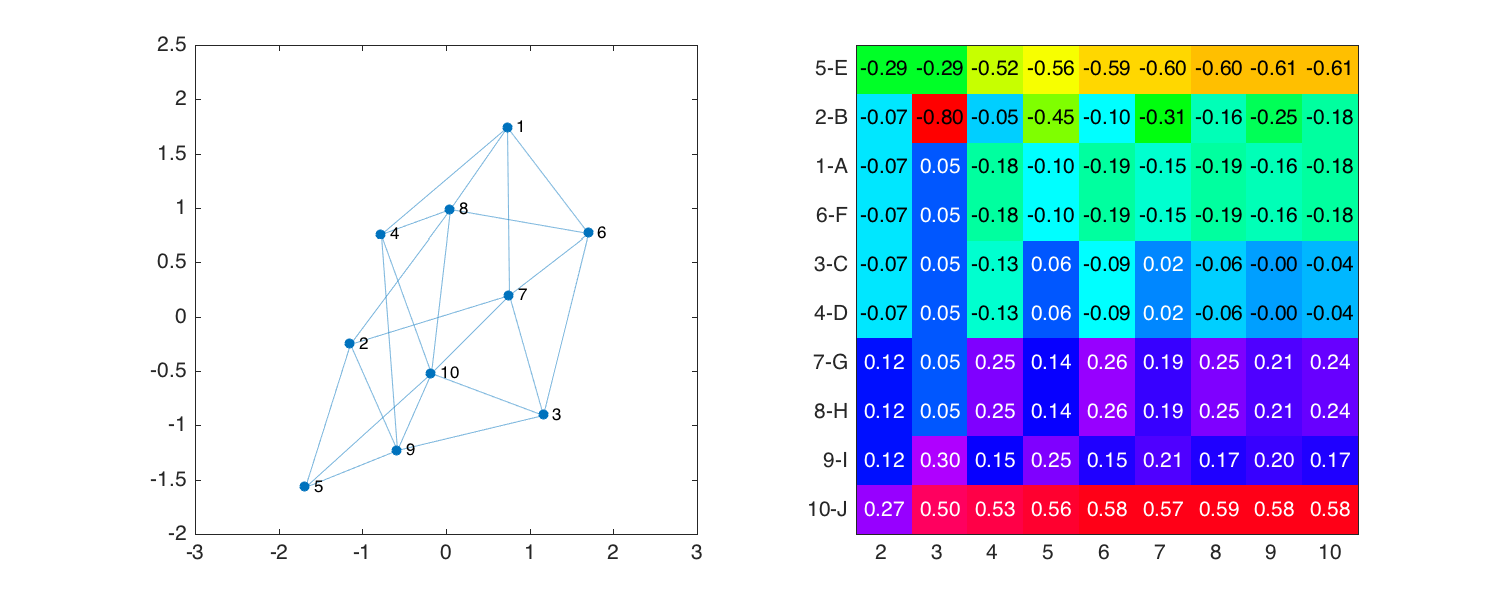 2.5
2
1.5
1
0.5
0
-0.5
-1
-1.5
-2
-3 -2 -1 0 1 2 3
1
8
4
6
7
2
10
3
9
5
5-E -0.29 -0.29 -0.52 -0.56 -0.59 -0.60 -0.60 -0.61 -0.61
2-B -0.07 -0.80 -0.05 -0.45 -0.10 -0.31 -0.16 -0.25 -0.18
1-A -0.07 0.05 -0.18 -0.10 -0.19 -0.15 -0.19 -0.16 -0.18
6-F -0.07 0.05 -0.18 -0.10 -0.19 -0.15 -0.19 -0.16 -0.18
3-C -0.07 0.05 -0.13 0.06 -0.09 0.02 -0.06 -0.00 -0.04
4-D -0.07 0.05 -0.13 0.06 -0.09 0.02 -0.06 -0.00 -0.04
7-G 0.12 0.05 0.25 0.14 0.26 0.19 0.25 0.21 0.24
8-H 0.12 0.05 0.25 0.14 0.26 0.19 0.25 0.21 0.24
9-I 0.12 0.30 0.15 0.25 0.15 0.21 0.17 0.20 0.17
10-J 0.27 0.50 0.53 0.56 0.58 0.57 0.59 0.58 0.58
2 3 4 5 6 7 8 9 10